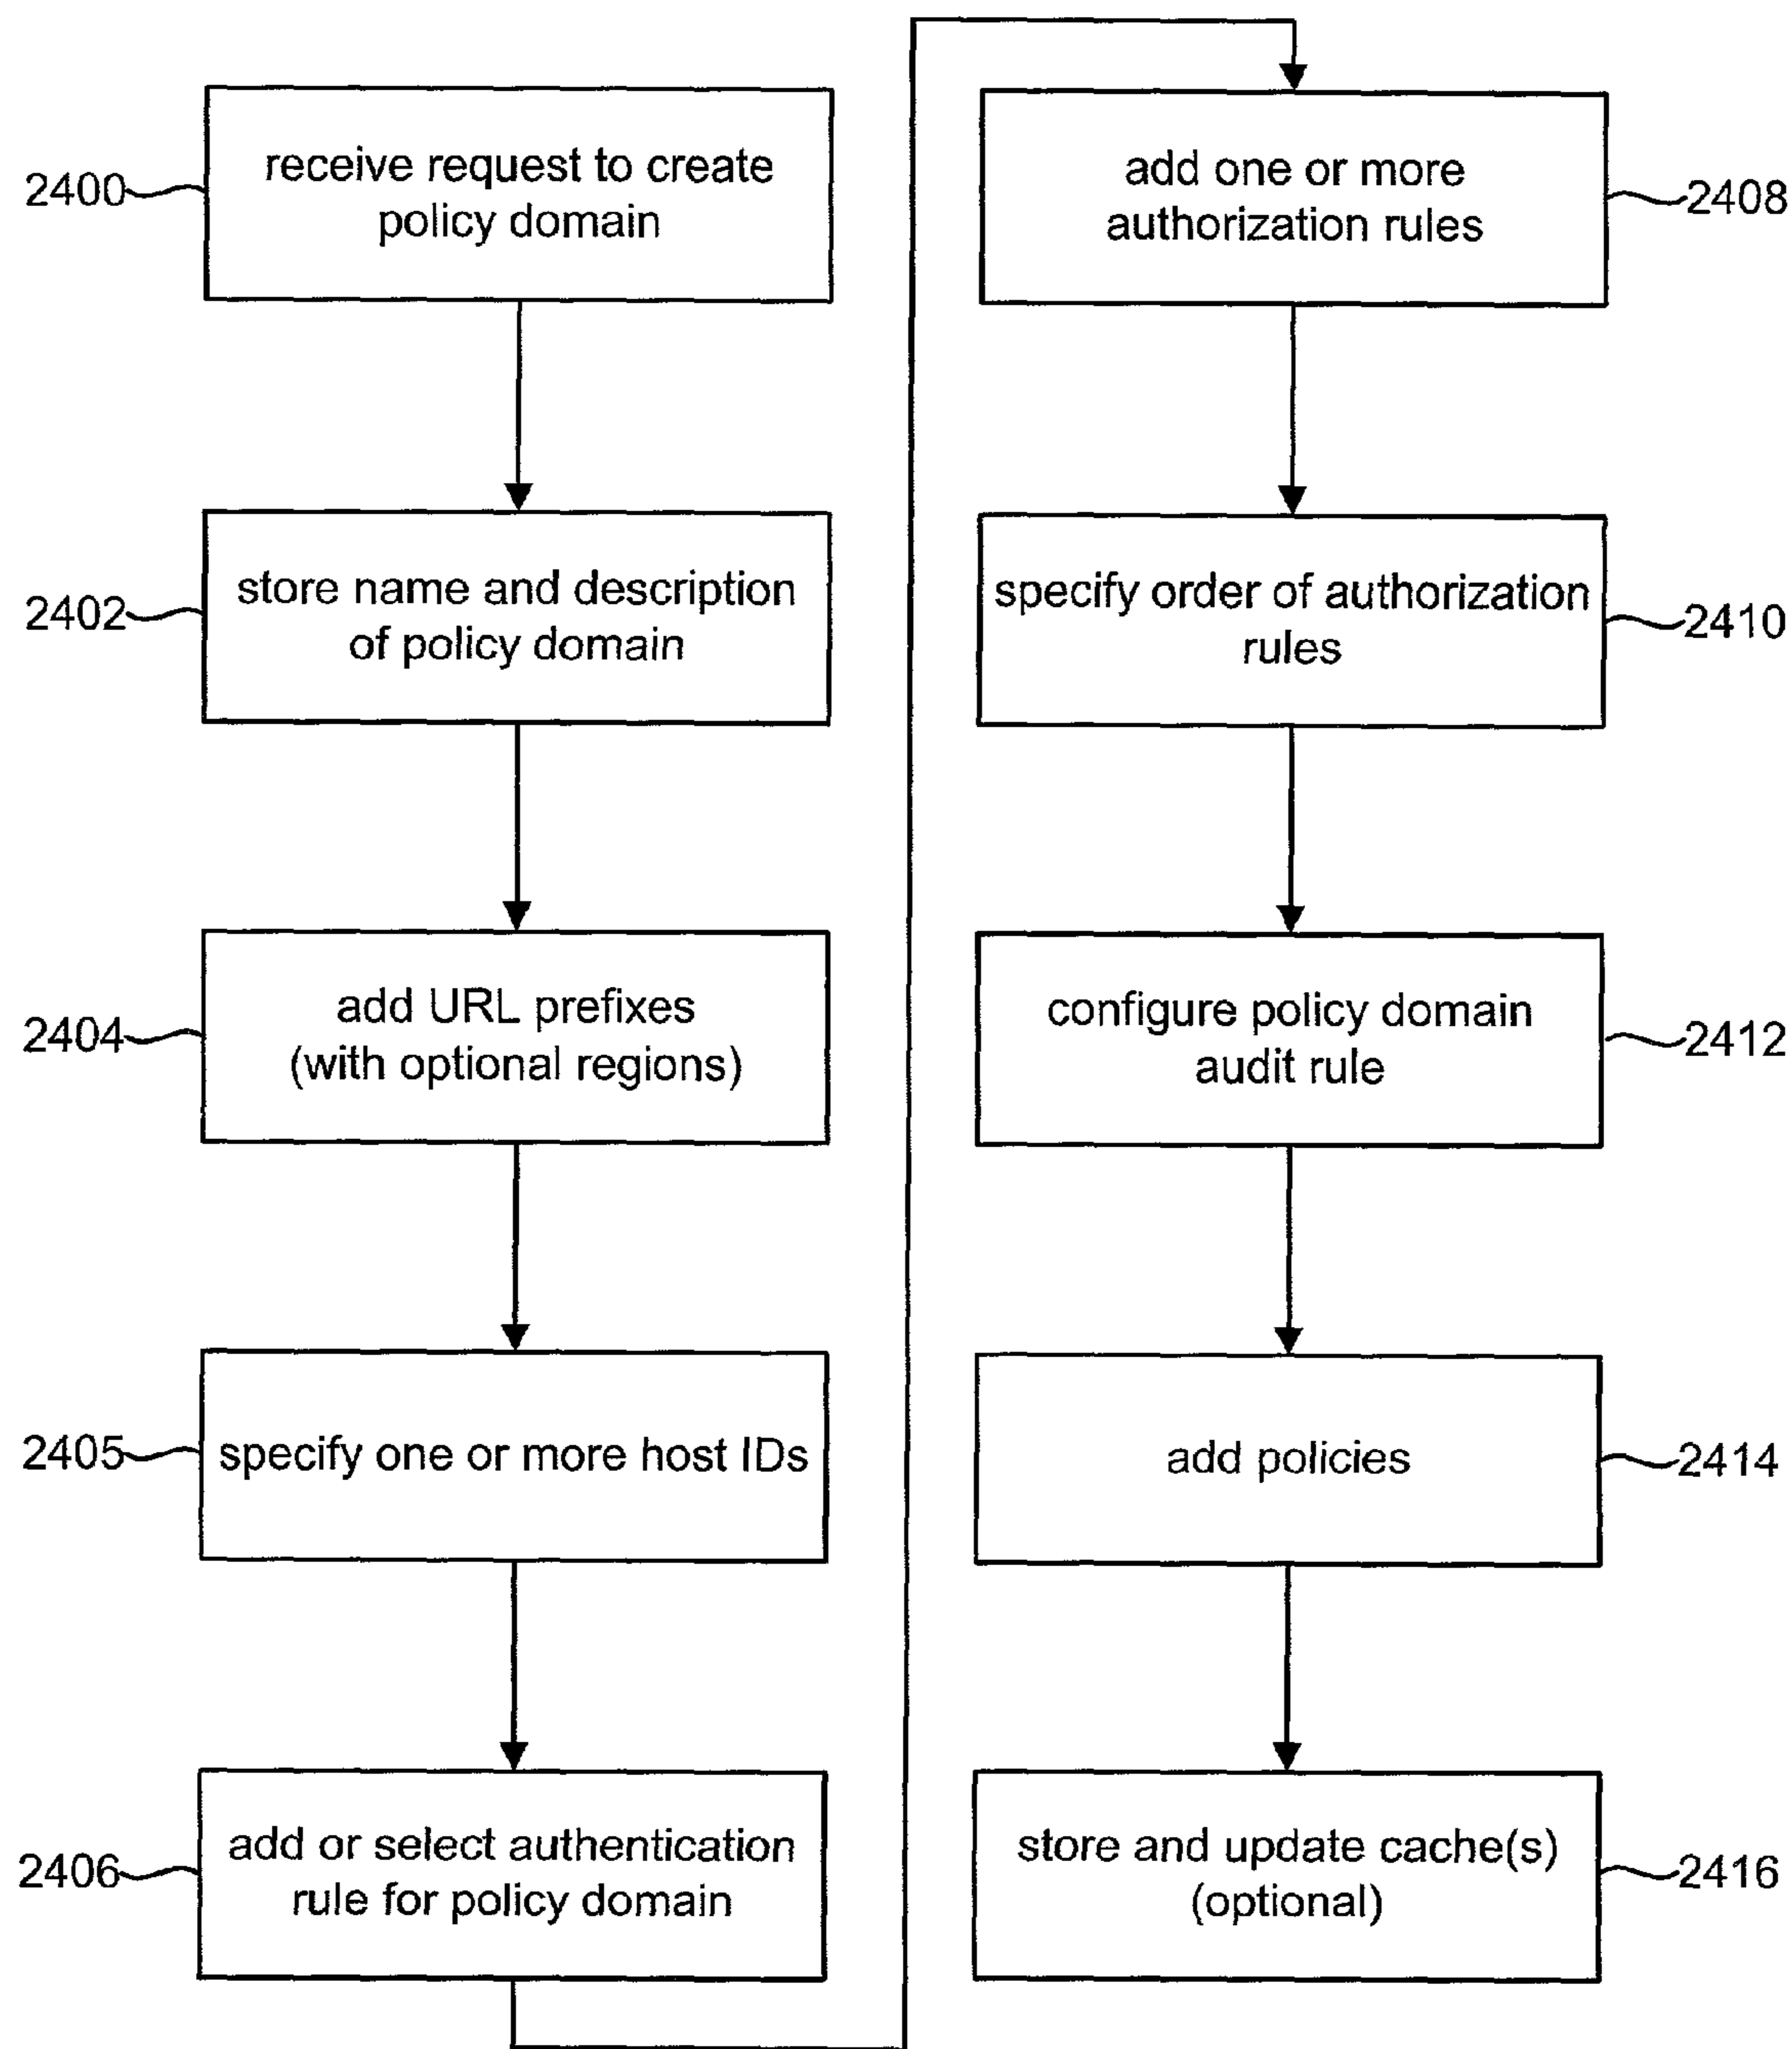 receive request to create
policy domain
2400
store name and description
of policy domain
2402
add URL prefixes
(with optional regions)
2404
specify one or more host IDs
2405
add or select authentication
rule for policy domain
2406
add one or more
authorization rules
2408
specify order of authorization
rules
2410
configure policy domain
audit rule
2412
add policies
2414
store and update cache(s)
(optional)
2416